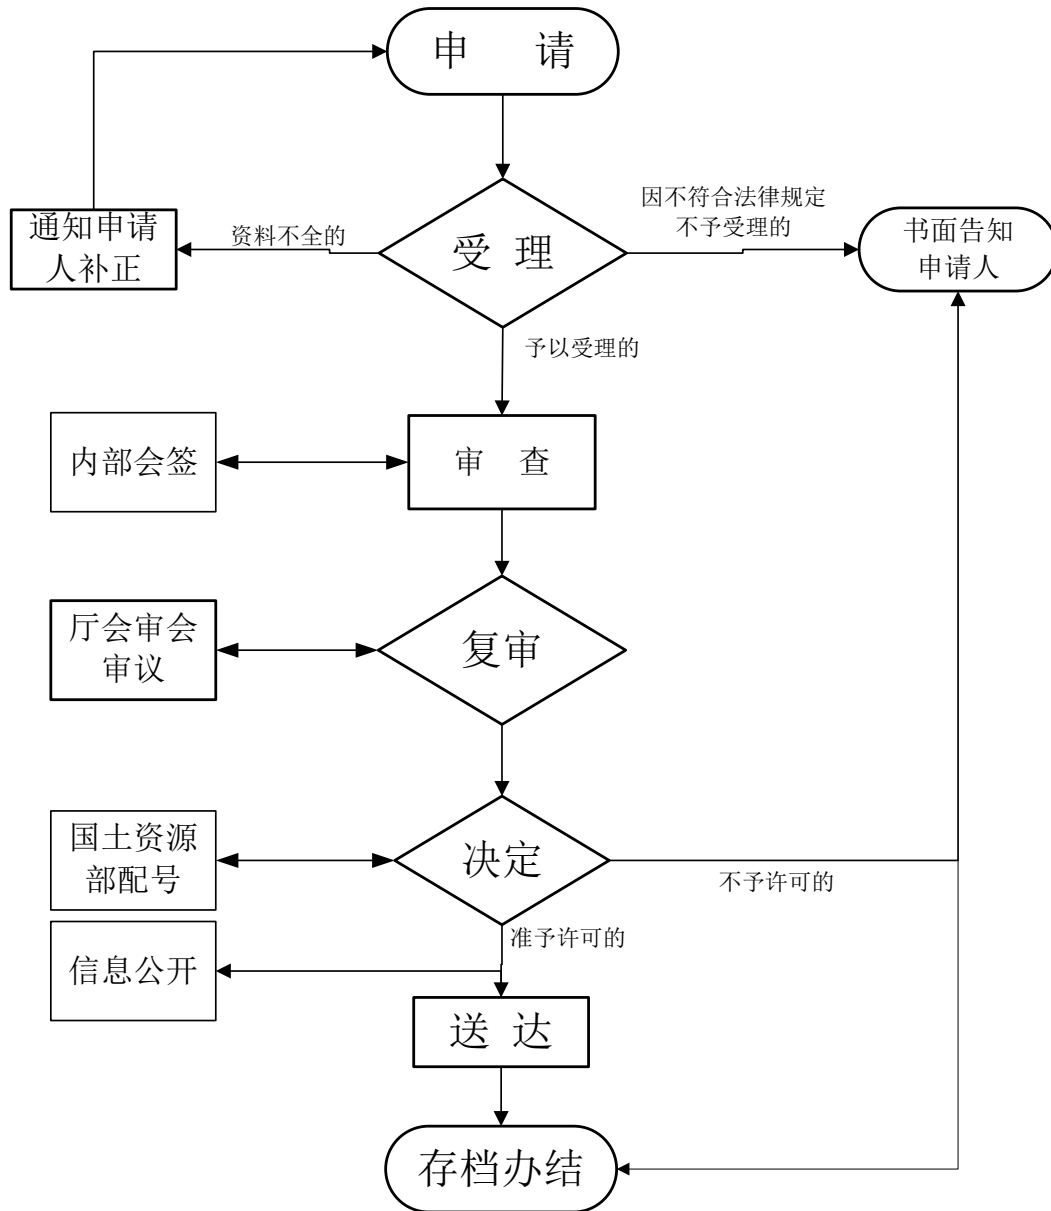 申 请
因不符合法律规定
不予受理的
通知申请
人补正
资料不全的
受 理
书面告知
申请人
予以受理的
内部会签
审 查
厅会审会
审议
复审
国土资源
部配号
决定
不予许可的
准予许可的
信息公开
送 达
存档办结